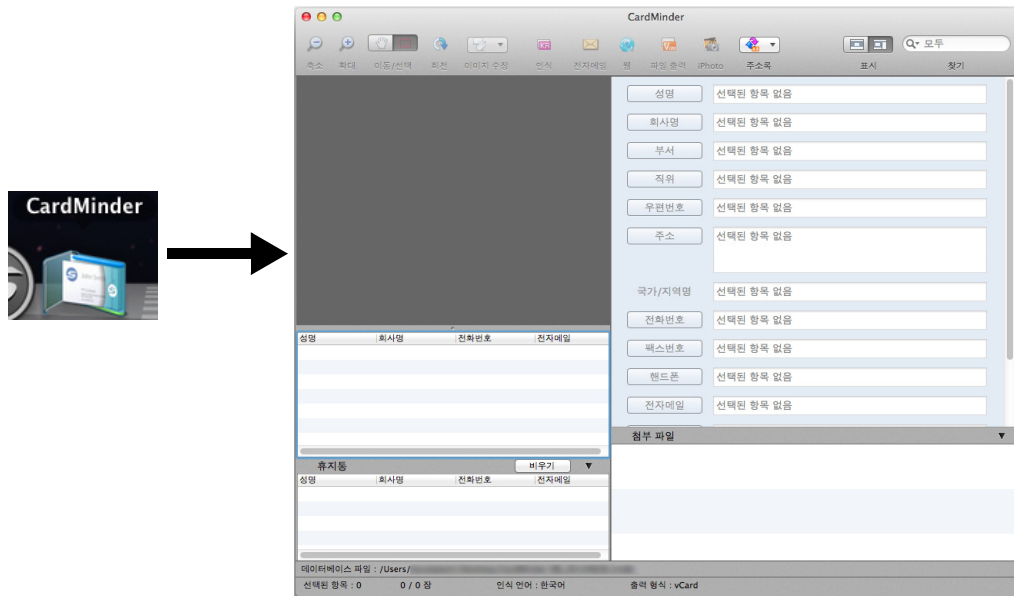 CardMinder
CardMinder
축소 확대 이동/선택 회전 이미지 수정 인식 전자메일 웹 파일 출력 iPhoto 주소록 표시 찾기
모두
성명 선택된 항목 없음
회사명 선택된 항목 없음
부서 선택된 항목 없음
직위 선택된 항목 없음
우편번호 선택된 항목 없음
주소 선택된 항목 없음
국가/지역명 선택된 항목 없음
전화번호 선택된 항목 없음
팩스번호 선택된 항목 없음
핸드폰 선택된 항목 없음
전자메일 선택된 항목 없음
성명 회사명 전화번호 전자메일
첨부 파일
휴지통 비우기
성명 회사명 전화번호 전자메일
데이터베이스 파일 : /Users/
선택된 항목 : 0 0 / 0 장 인식 언어 : 한국어 출력 형식 : vCard